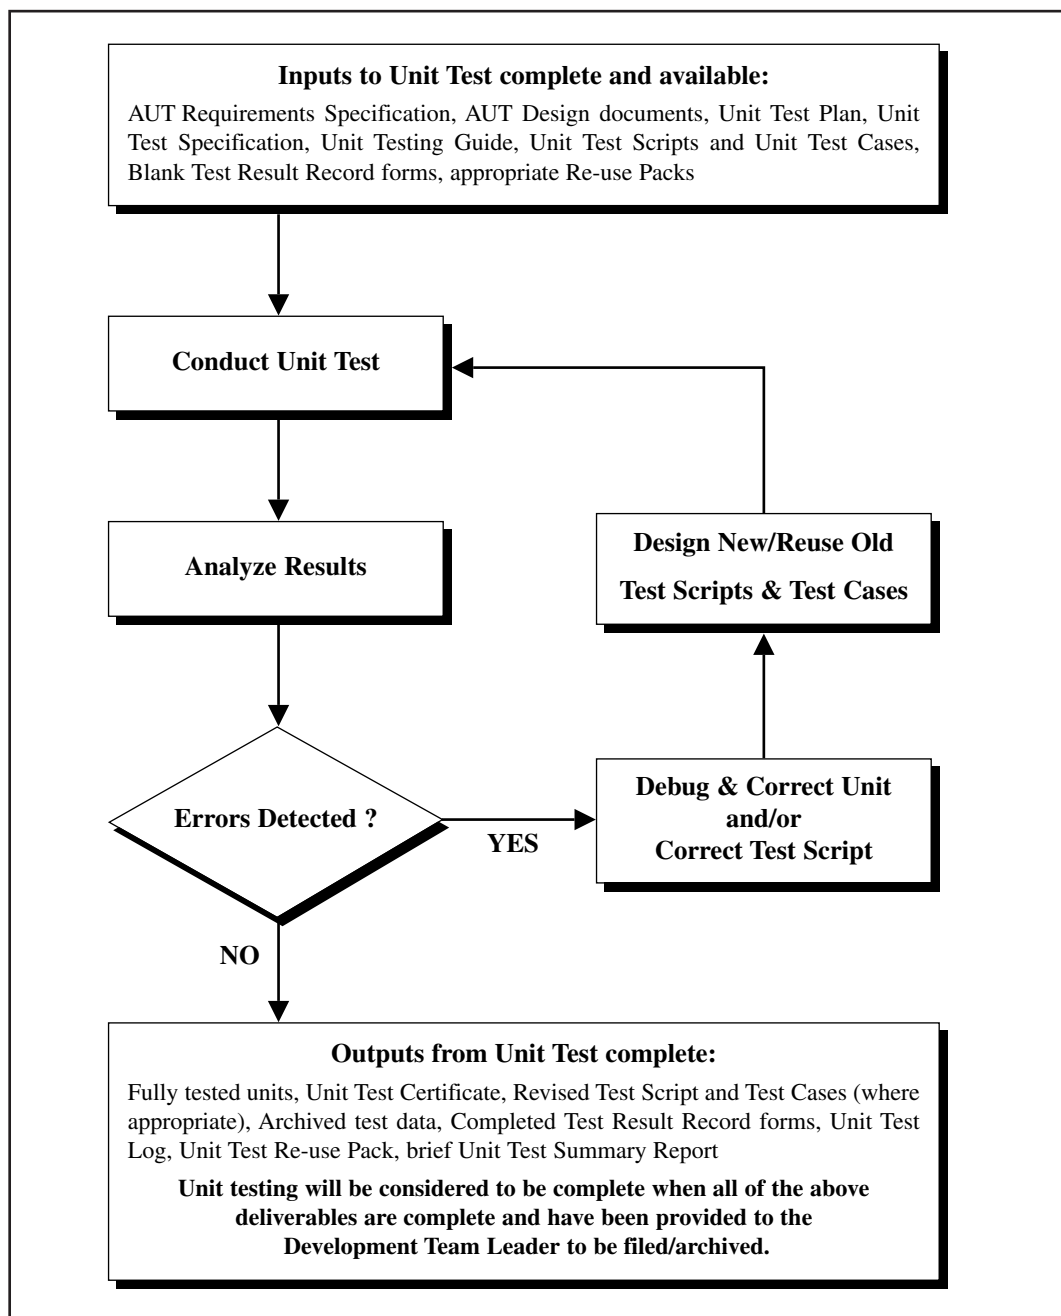 Inputs to Unit Test complete and available:
AUT Requirements Specification, AUT Design documents, Unit Test Plan, Unit
Test Specification, Unit Testing Guide, Unit Test Scripts and Unit Test Cases,
Blank Test Result Record forms, appropriate Re-use Packs
Conduct Unit Test
Analyze Results
Design New/Reuse Old
Test Scripts & Test Cases
Errors Detected ?
YES
Debug & Correct Unit
and/or
Correct Test Script
NO
Outputs from Unit Test complete:
Fully tested units, Unit Test Certificate, Revised Test Script and Test Cases (where
appropriate), Archived test data, Completed Test Result Record forms, Unit Test
Log, Unit Test Re-use Pack, brief Unit Test Summary Report
Unit testing will be considered to be complete when all of the above
deliverables are complete and have been provided to the
Development Team Leader to be filed/archived.